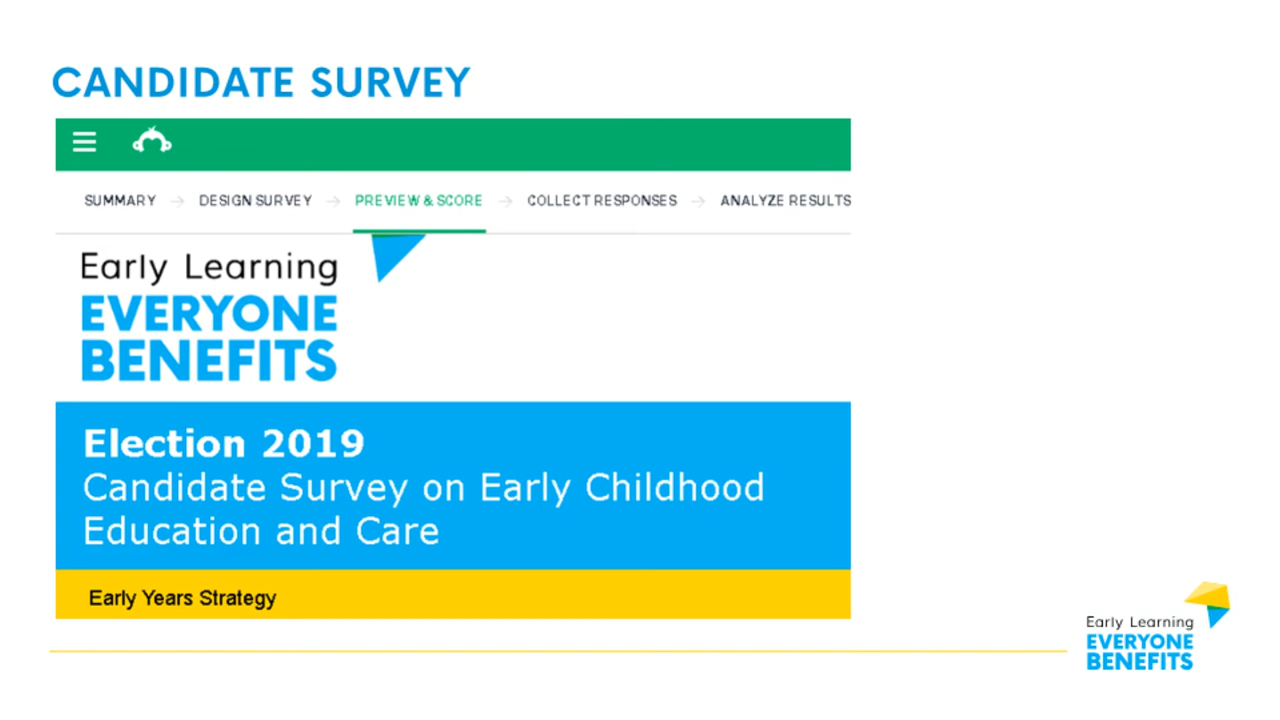 CANDIDATE SURVEY
SUMMARY → DESIGN SURVEY → PREVIEW & SCORE → COLLECT RESPONSES → ANALYZE RESULTS
Early Learning
EVERYONE
BENEFITS
Election 2019
Candidate Survey on Early Childhood
Education and Care
Early Years Strategy
Early Learning
EVERYONE
BENEFITS